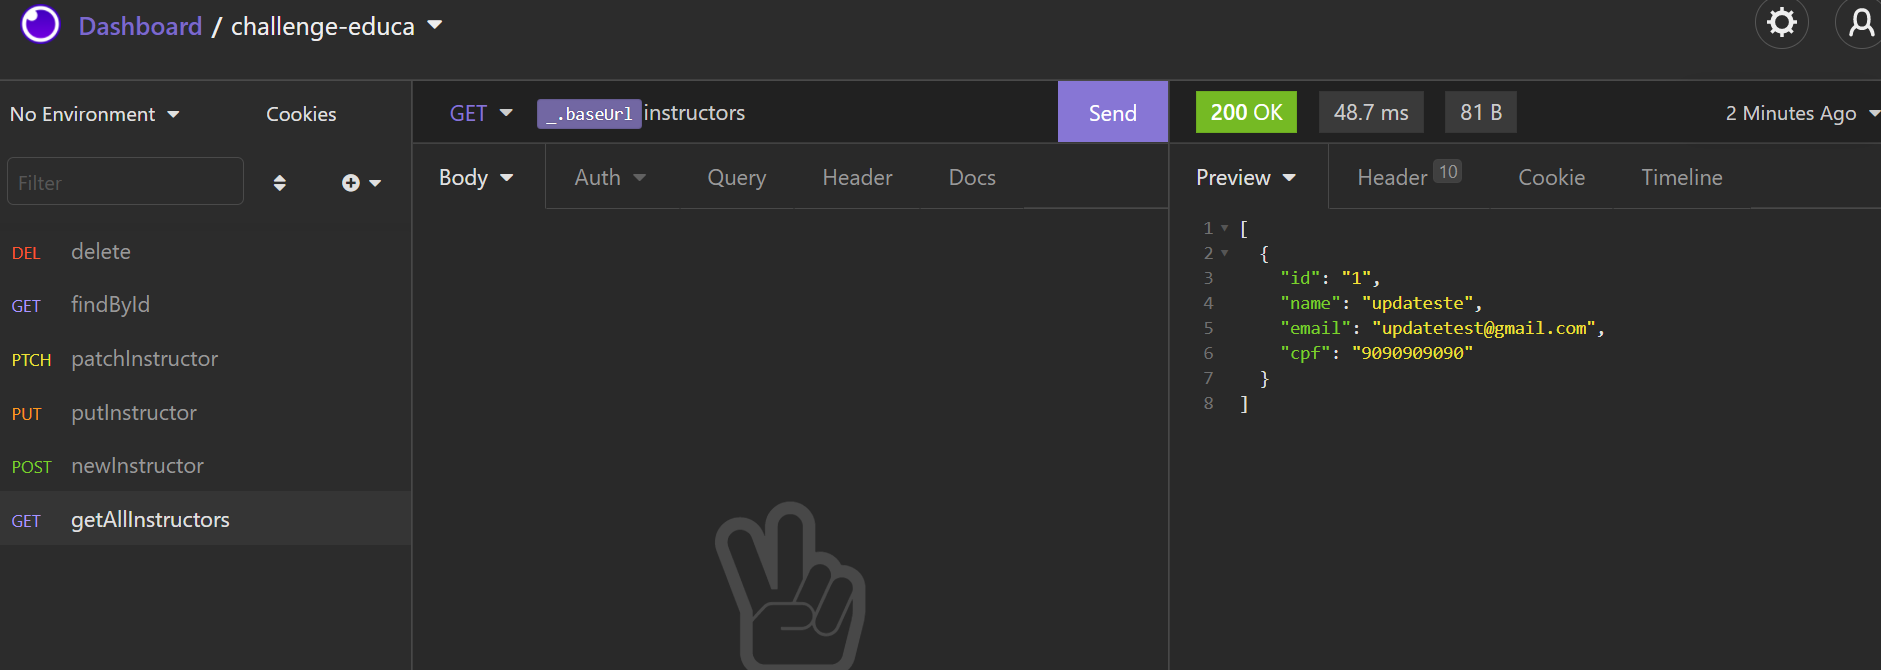 Dashboard / challenge-educa
No Environment Cookies
GET _.baseUrl instructors Send
200 OK 48.7 ms 81 B 2 Minutes Ago
Filter
Body Auth Query Header Docs
Preview Header 10 Cookie Timeline
DEL delete
GET findById
PTCH patchInstructor
PUT putInstructor
POST newInstructor
GET getAllInstructors
1 [
2 {
3 "id": "1",
4 "name": "updateste",
5 "email": "updatetest@gmail.com",
6 "cpf": "9090909090"
7 }
8 ]